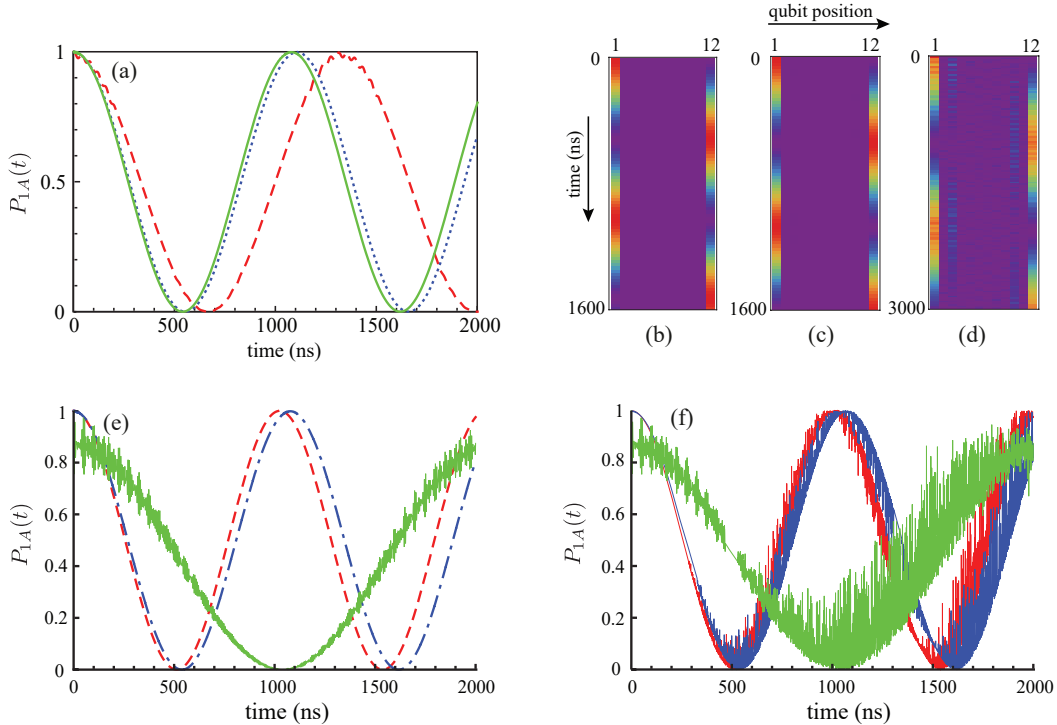 qubit position
1 12 1 12 1 12
(a)
1
0.5
0
P1A(t)
0 500 1000 1500 2000
time (ns)
0 0 0
time (ns)
1600 1600 3000
(b) (c) (d)
(e)
1
0.8
0.6
0.4
0.2
0
P1A(t)
0 500 1000 1500 2000
time (ns)
(f)
1
0.8
0.6
0.4
0.2
0
P1A(t)
0 500 1000 1500 2000
time (ns)